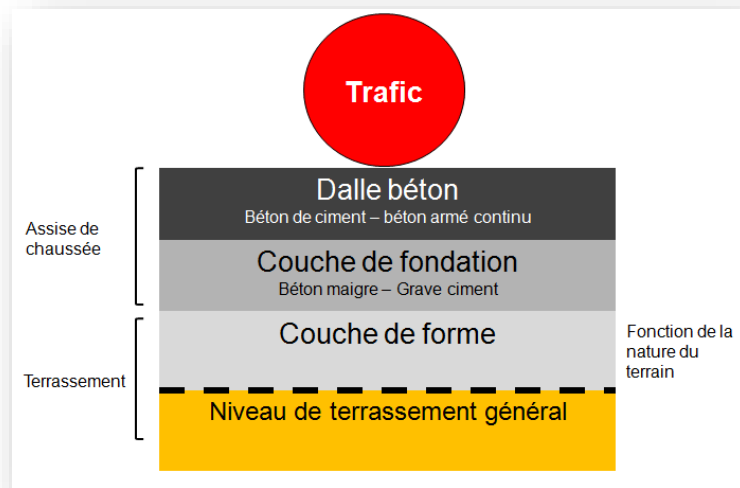 Trafic
Dalle béton
Béton de ciment – béton armé continu
Assise de
chaussée
Couche de fondation
Béton maigre – Grave ciment
Couche de forme
Fonction de la
nature du
terrain
Terrassement
Niveau de terrassement général